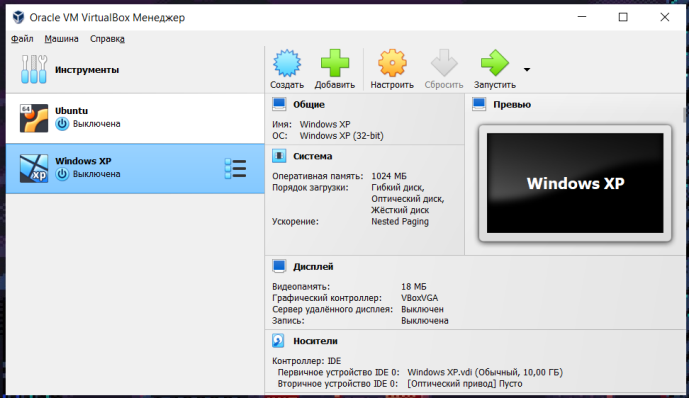 Oracle VM VirtualBox Менеджер
Файл Машина Справка
Инструменты
Создать Добавить Настроить Сбросить Запустить
64
Ubuntu
Выключена
xp
Windows XP
Выключена
Общие
Имя: Windows XP
ОС: Windows XP (32-bit)
Система
Оперативная память: 1024 МБ
Порядок загрузки: Гибкий диск,
Оптический диск,
Жёсткий диск
Ускорение: Nested Paging
Превью
Windows XP
Дисплей
Видеопамять: 18 МБ
Графический контроллер: VBoxVGA
Сервер удалённого дисплея: Выключен
Запись: Выключена
Носители
Контроллер: IDE
Первичное устройство IDE 0: Windows XP.vdi (Обычный, 10,00 ГБ)
Вторичное устройство IDE 0: [Оптический привод] Пусто